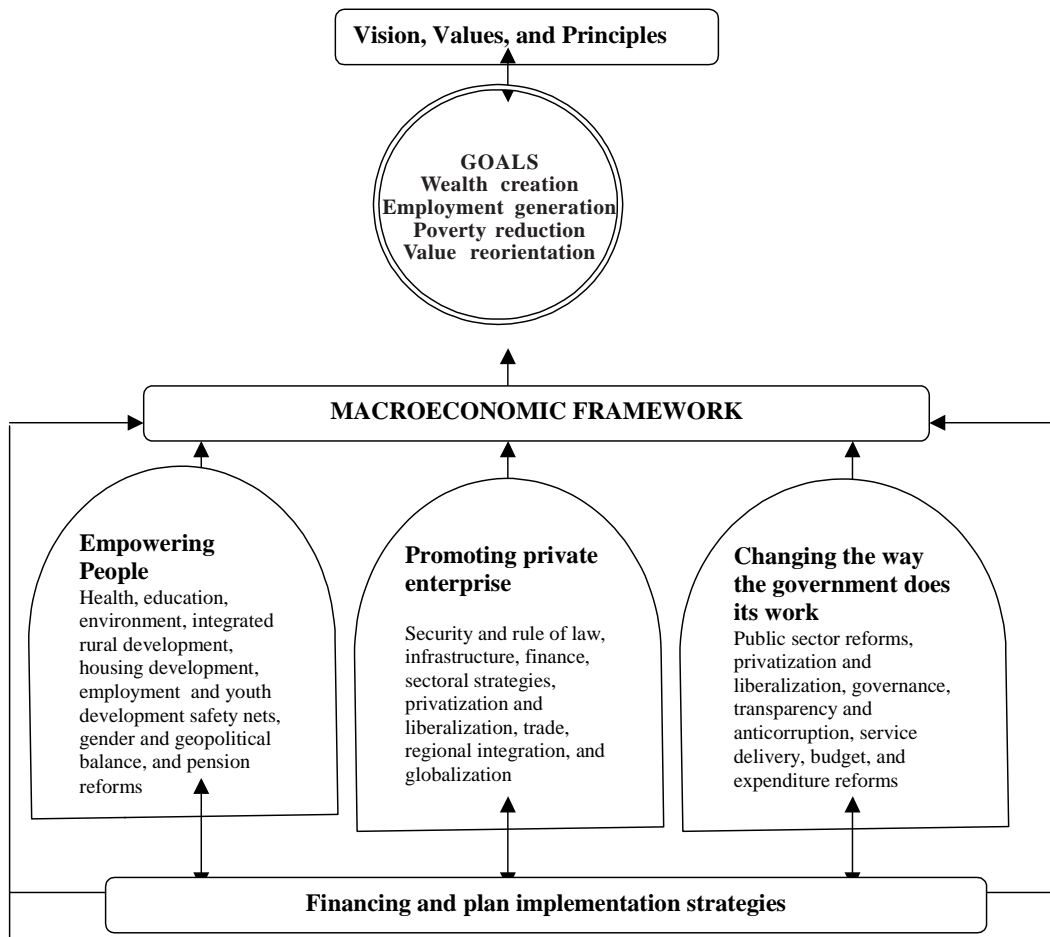 Vision, Values, and Principles
GOALS
Wealth creation
Employment generation
Poverty reduction
Value reorientation
MACROECONOMIC FRAMEWORK
Empowering
People
Health, education,
environment, integrated
rural development,
housing development,
employment and youth
development safety nets,
gender and geopolitical
balance, and pension
reforms
Promoting private
enterprise
Security and rule of law,
infrastructure, finance,
sectoral strategies,
privatization and
liberalization, trade,
regional integration, and
globalization
Changing the way
the government does
its work
Public sector reforms,
privatization and
liberalization, governance,
transparency and
anticorruption, service
delivery, budget, and
expenditure reforms
Financing and plan implementation strategies